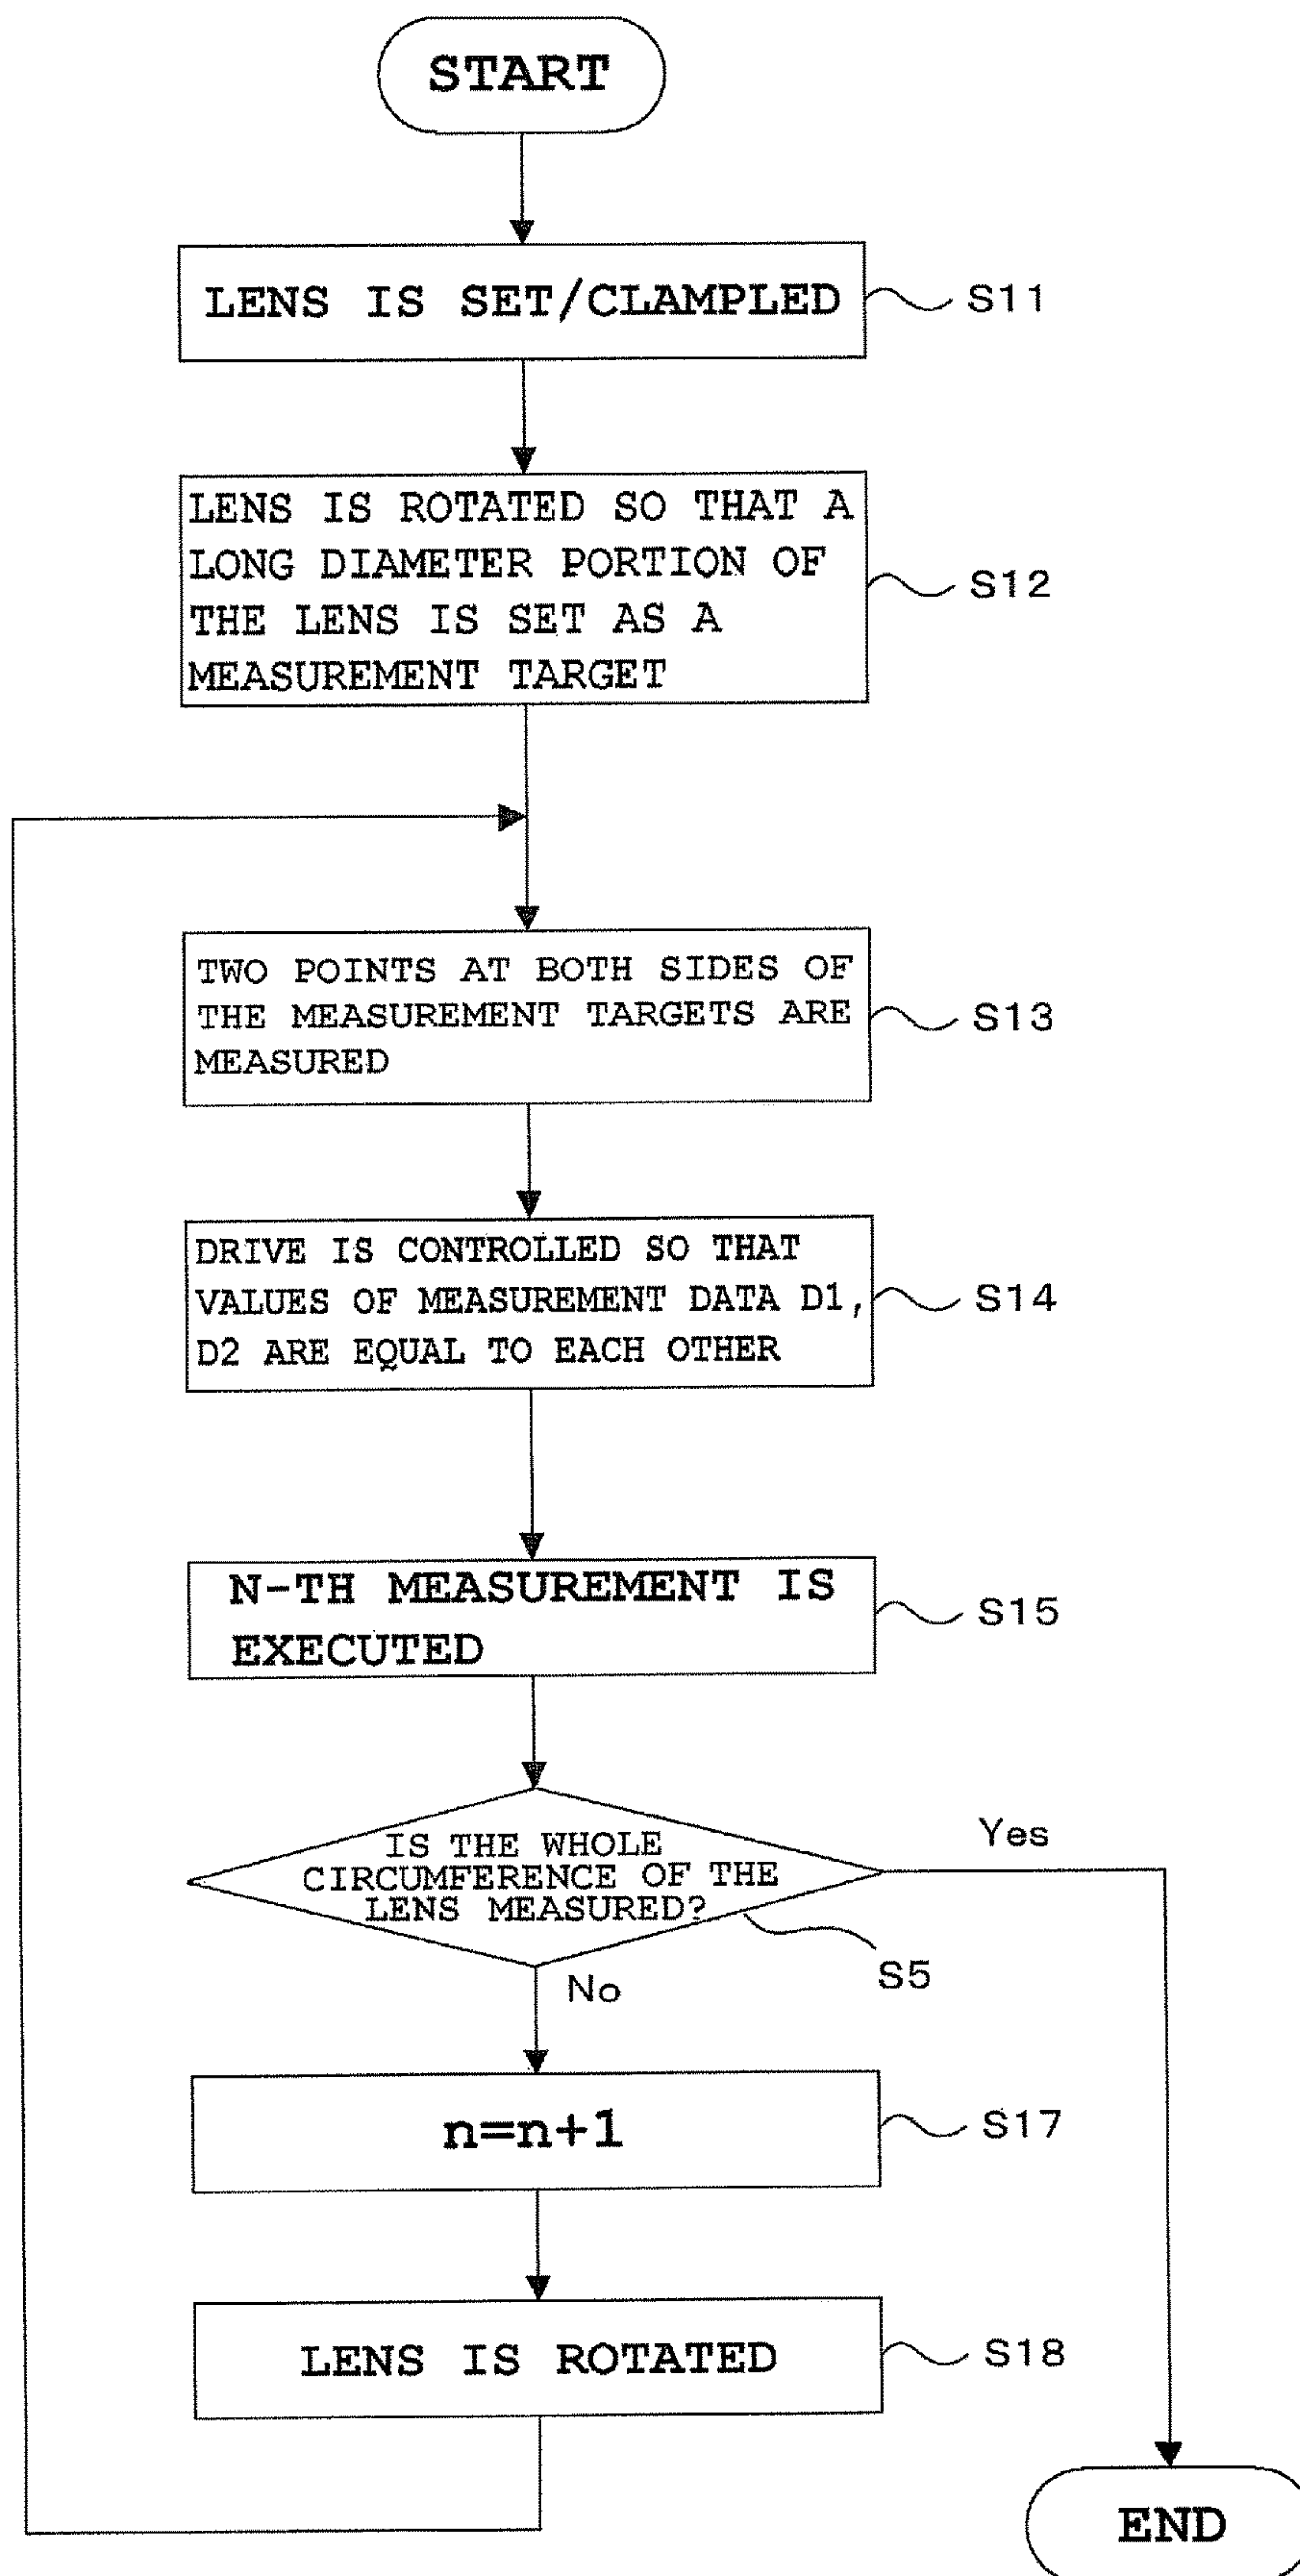 START
LENS IS SET/CLAMPLED
S11
LENS IS ROTATED SO THAT A
LONG DIAMETER PORTION OF
THE LENS IS SET AS A
MEASUREMENT TARGET
S12
TWO POINTS AT BOTH SIDES OF
THE MEASUREMENT TARGETS ARE
MEASURED
S13
DRIVE IS CONTROLLED SO THAT
VALUES OF MEASUREMENT DATA D1,
D2 ARE EQUAL TO EACH OTHER
S14
N-TH MEASUREMENT IS
EXECUTED
S15
IS THE WHOLE
CIRCUMFERENCE OF THE
LENS MEASURED?
Yes
S5
No
n=n+1
S17
LENS IS ROTATED
S18
END